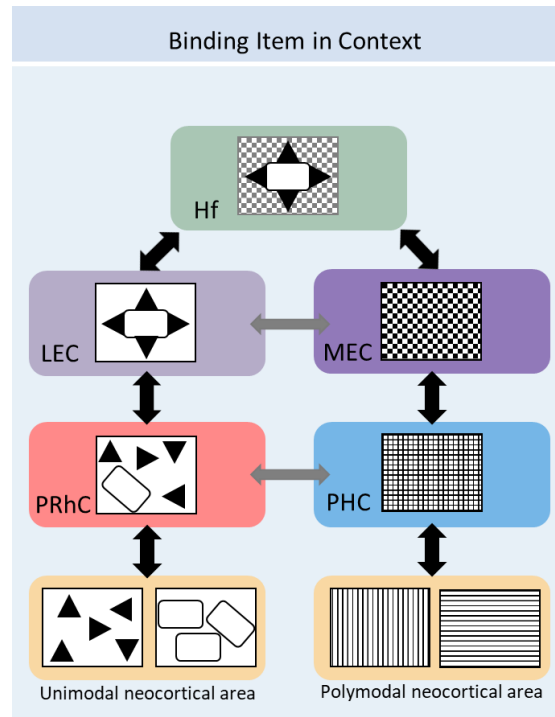 Binding Item in Context
Hf
LEC
MEC
PRhC
PHC
Unimodal neocortical area
Polymodal neocortical area